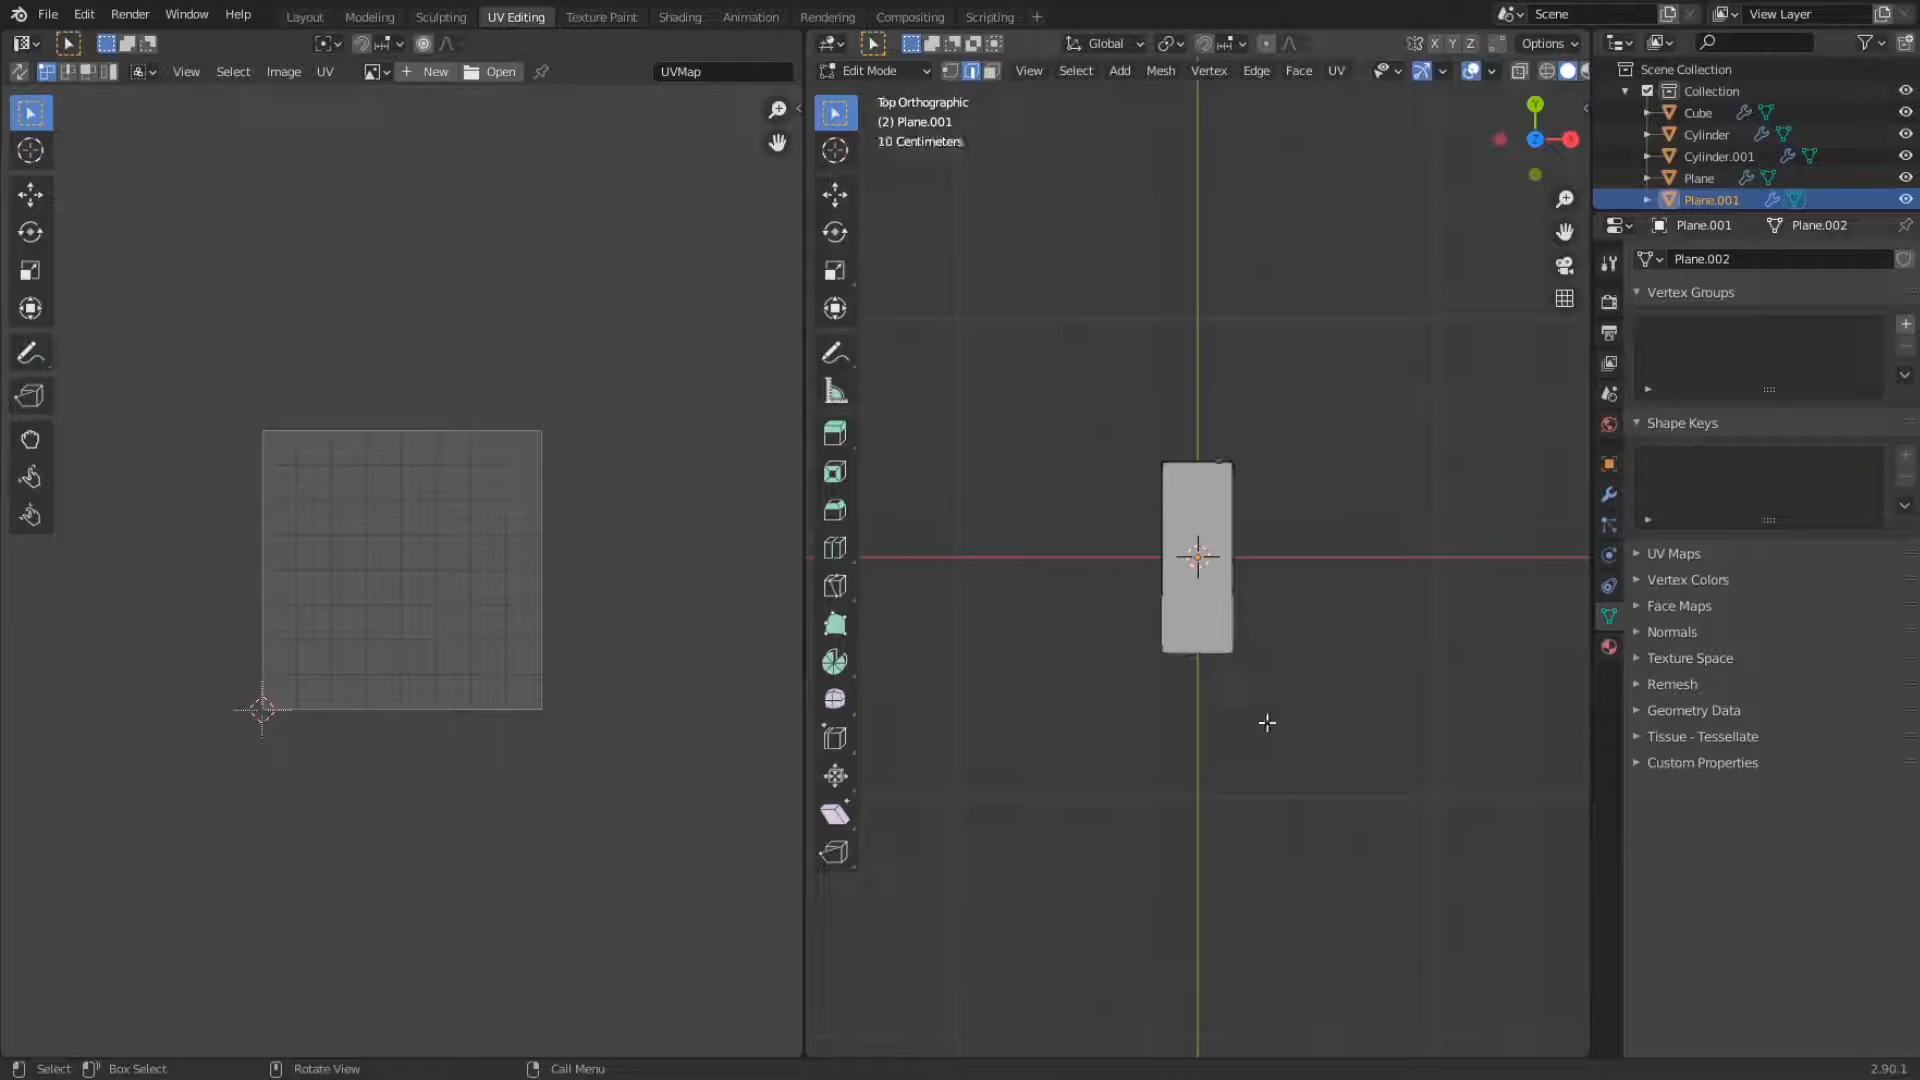 File Edit Render Window Help Layout Modeling Sculpting UV Editing Texture Paint Shading Animation Rendering Compositing Scripting + Scene View Layer
Global X Y Z Options
View Select Image UV + New Open UVMap Edit Mode View Select Add Mesh Vertex Edge Face UV
Scene Collection
Collection
Cube
Cylinder
Cylinder.001
Plane
Plane.001
Top Orthographic
(2) Plane.001
10 Centimeters
Y
Z
X
Plane.001 Plane.002
Plane.002
Vertex Groups
Shape Keys
UV Maps
Vertex Colors
Face Maps
Normals
Texture Space
Remesh
Geometry Data
Tissue - Tessellate
Custom Properties
Select Box Select Rotate View Call Menu 2.90.1